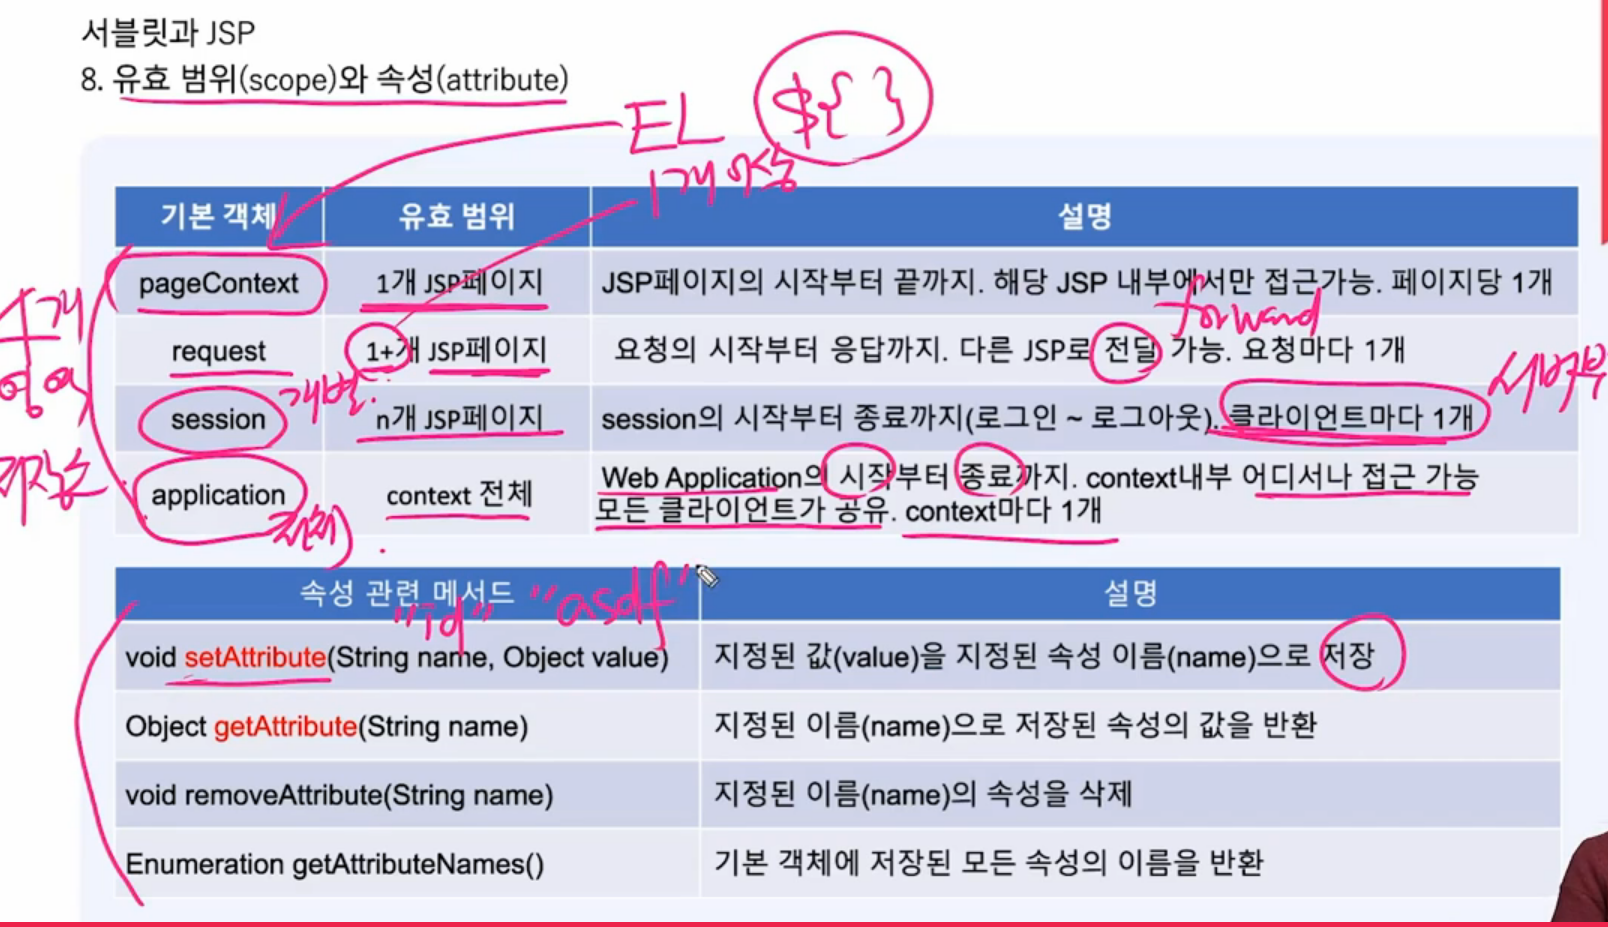 서블릿과 JSP
8. 유효 범위(scope)와 속성(attribute)
EL ${ }
1개 이상
기본 객체 유효 범위 설명
pageContext 1개 JSP페이지 JSP페이지의 시작부터 끝까지. 해당 JSP 내부에서만 접근가능. 페이지당 1개
forward
request 1+개 JSP페이지 요청의 시작부터 응답까지. 다른 JSP로 전달 가능. 요청마다 1개
4개
영역
저장소
개별
session n개 JSP페이지 session의 시작부터 종료까지(로그인 ~ 로그아웃). 클라이언트마다 1개
application context 전체 Web Application의 시작부터 종료까지. context내부 어디서나 접근 가능
모든 클라이언트가 공유. context마다 1개
전체
속성 관련 메서드 설명
"id" "asdf"
void setAttribute(String name, Object value) 지정된 값(value)을 지정된 속성 이름(name)으로 저장
Object getAttribute(String name) 지정된 이름(name)으로 저장된 속성의 값을 반환
void removeAttribute(String name) 지정된 이름(name)의 속성을 삭제
Enumeration getAttributeNames() 기본 객체에 저장된 모든 속성의 이름을 반환